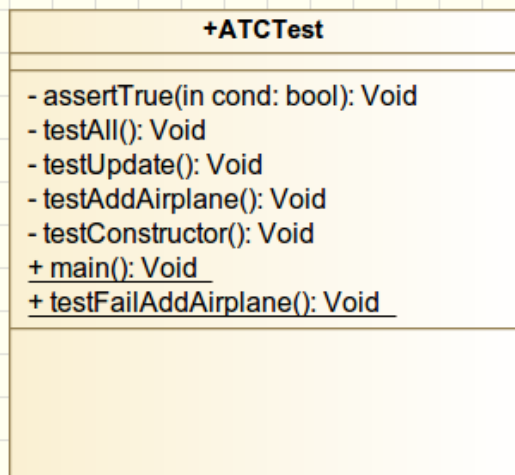 +ATCTest
- assertTrue(in cond: bool): Void
- testAll(): Void
- testUpdate(): Void
- testAddAirplane(): Void
- testConstructor(): Void
+ main(): Void
+ testFailAddAirplane(): Void